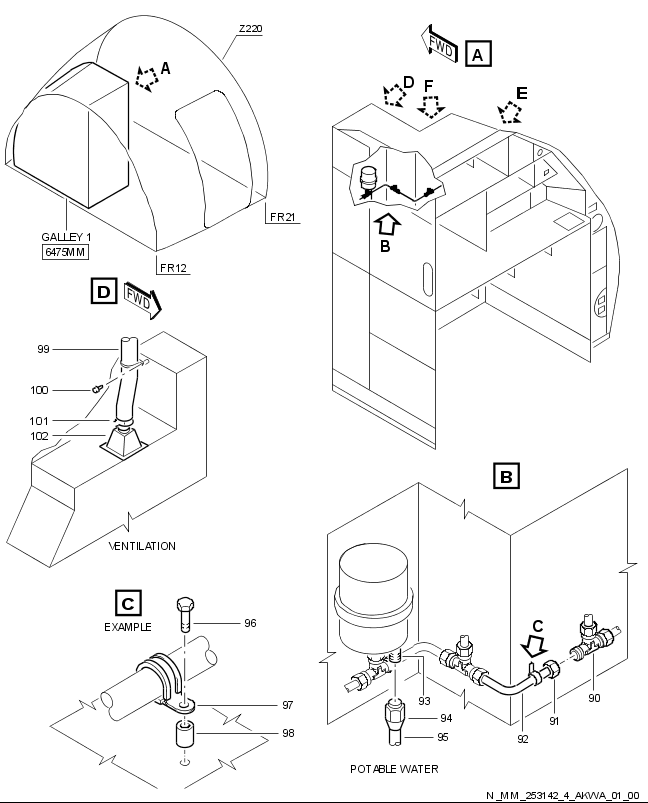 Z220
FWD
A
A
D
F
E
B
FR21
GALLEY 1
6475MM
FR12
D
FWD
99
100
101
102
VENTILATION
B
C
EXAMPLE
96
97
98
C
93
94
95
92
91
90
POTABLE WATER
N_MM_253142_4_AKWA_01_00